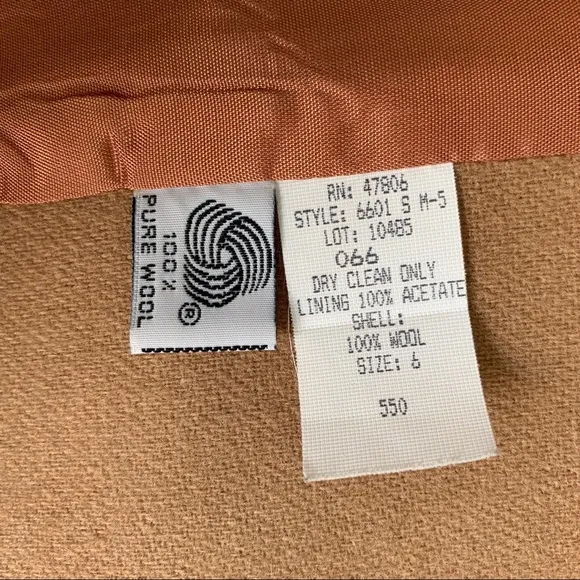 100%
PURE WOOL
®
RN: 47806
STYLE: 6601 S M-5
LOT: 10485
066
DRY CLEAN ONLY
LINING 100% ACETATE
SHELL:
100% WOOL
SIZE: 6
550